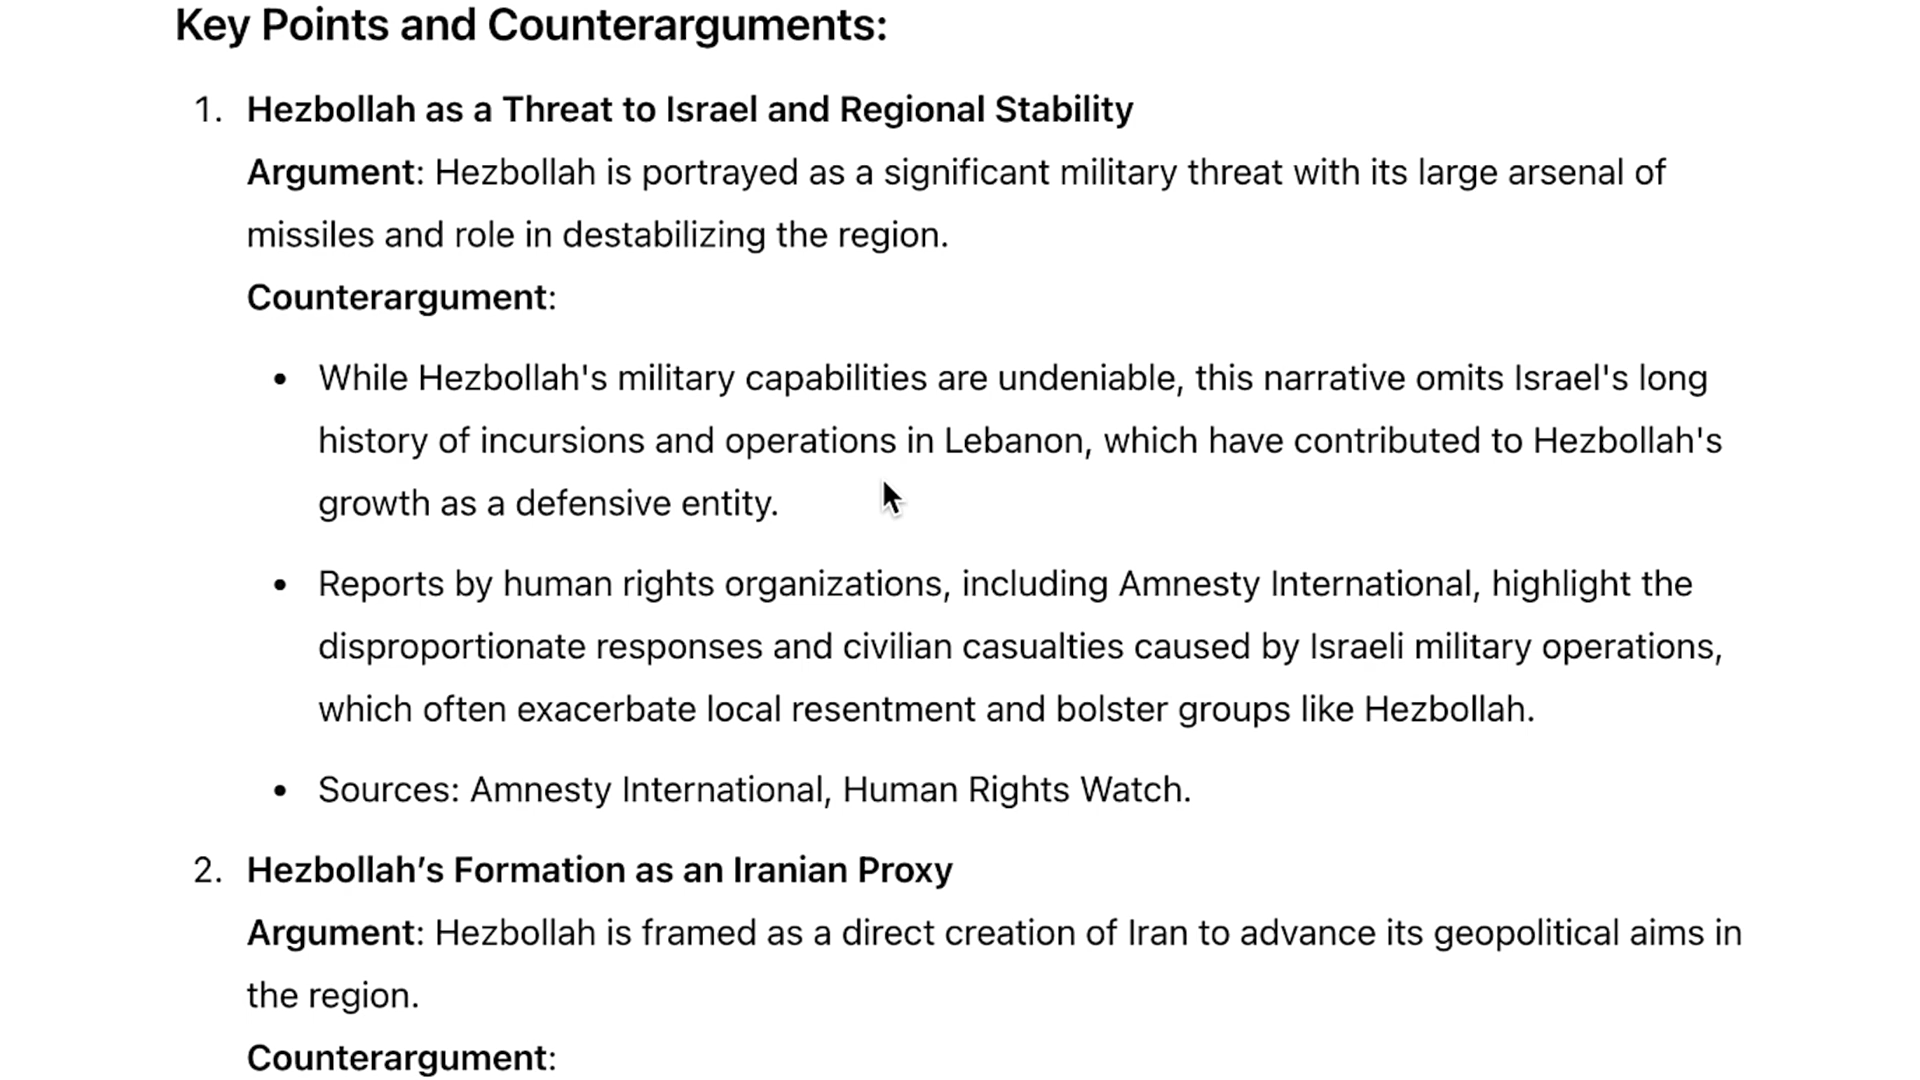 Key Points and Counterarguments:
1. Hezbollah as a Threat to Israel and Regional Stability
Argument: Hezbollah is portrayed as a significant military threat with its large arsenal of
missiles and role in destabilizing the region.
Counterargument:
• While Hezbollah's military capabilities are undeniable, this narrative omits Israel's long
history of incursions and operations in Lebanon, which have contributed to Hezbollah's
growth as a defensive entity.
• Reports by human rights organizations, including Amnesty International, highlight the
disproportionate responses and civilian casualties caused by Israeli military operations,
which often exacerbate local resentment and bolster groups like Hezbollah.
• Sources: Amnesty International, Human Rights Watch.
2. Hezbollah’s Formation as an Iranian Proxy
Argument: Hezbollah is framed as a direct creation of Iran to advance its geopolitical aims in
the region.
Counterargument: